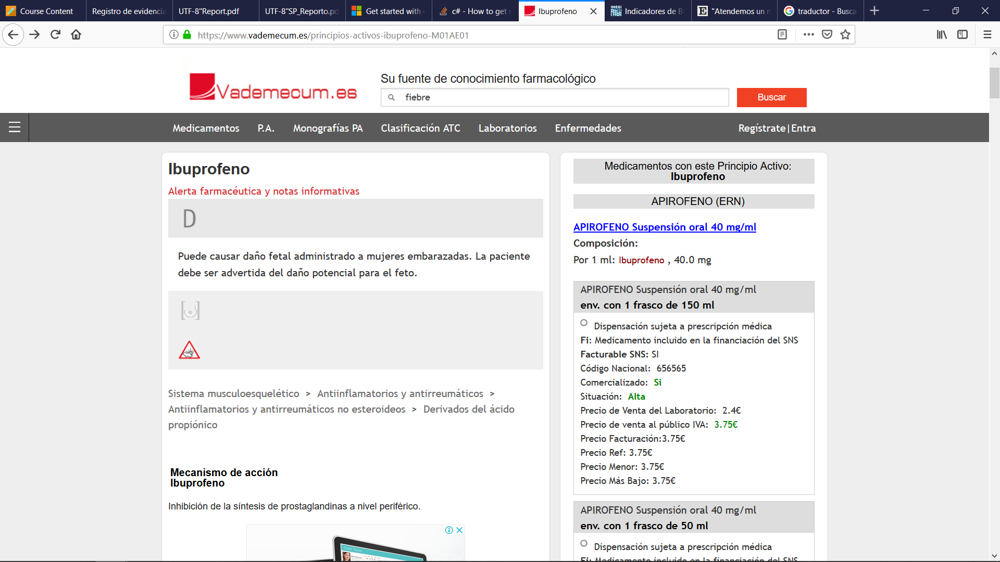 Course Content
Registro de evidencia
UTF-8"Report.pdf
UTF-8"SP_Reporto.pd
Get started with
c# - How to get
Ibuprofeno
Indicadores de B
"Atendemos un
traductor - Busca
https://www.vademecum.es/principios-activos-ibuprofeno-M01AE01
Vademecum.es
Su fuente de conocimiento farmacológico
fiebre
Buscar
Medicamentos
P.A.
Monografías PA
Clasificación ATC
Laboratorios
Enfermedades
Regístrate|Entra
Ibuprofeno
Alerta farmacéutica y notas informativas
D
Puede causar daño fetal administrado a mujeres embarazadas. La paciente
debe ser advertida del daño potencial para el feto.
Sistema musculoesquelético > Antiinflamatorios y antirreumáticos >
Antiinflamatorios y antirreumáticos no esteroideos > Derivados del ácido
propiónico
Mecanismo de acción
Ibuprofeno
Inhibición de la síntesis de prostaglandinas a nivel periférico.
Order Tracker
Medicamentos con este Principio Activo:
Ibuprofeno
APIROFENO (ERN)
APIROFENO Suspensión oral 40 mg/ml
Composición:
Por 1 ml: Ibuprofeno , 40.0 mg
APIROFENO Suspensión oral 40 mg/ml
env. con 1 frasco de 150 ml
Dispensación sujeta a prescripción médica
Fi: Medicamento incluido en la financiación del SNS
Facturable SNS: SI
Código Nacional: 656565
Comercializado: Si
Situación: Alta
Precio de Venta del Laboratorio: 2.4€
Precio de venta al público IVA: 3.75€
Precio Facturación:3.75€
Precio Ref: 3.75€
Precio Menor: 3.75€
Precio Más Bajo: 3.75€
APIROFENO Suspensión oral 40 mg/ml
env. con 1 frasco de 50 ml
Dispensación sujeta a prescripción médica
Fi: Medicamento incluido en la financiación del SNS